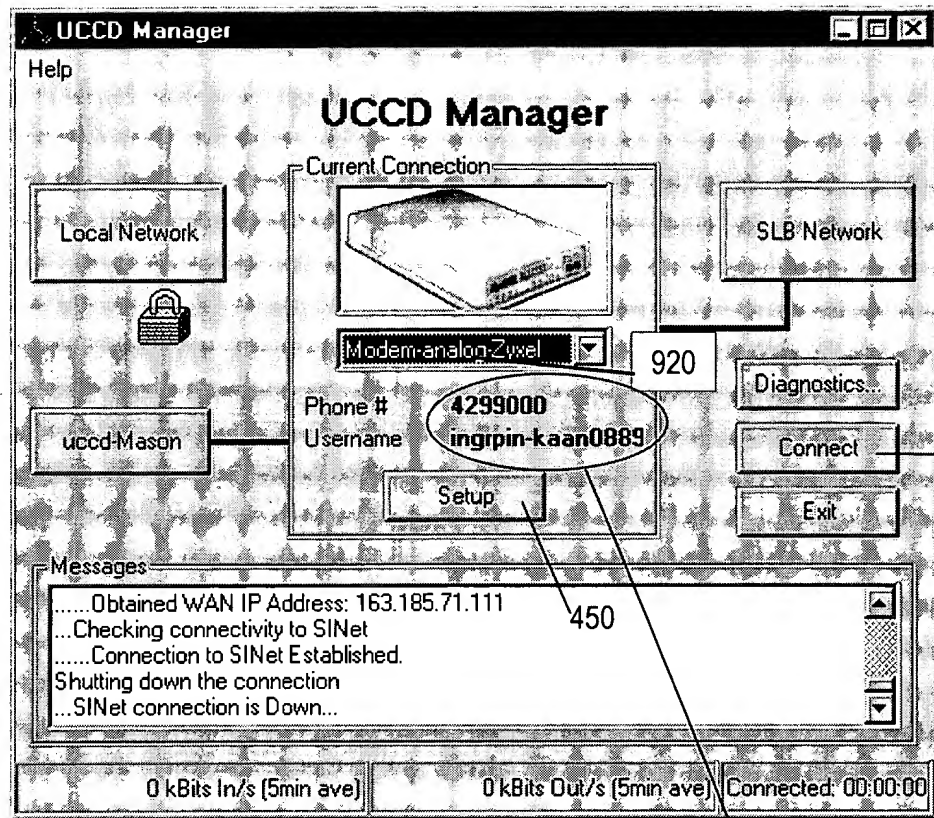 UCCD Manager
Help
UCCD Manager
Current Connection
Local Network
SLB Network
Modem-analog-Zyxel
920
Diagnostics...
Phone # 4299000
Username ingrpin-kaan0889
uccd-Mason
Connect
Setup
Exit
Messages
......Obtained WAN IP Address: 163.185.71.111
...Checking connectivity to SINet
......Connection to SINet Established.
Shutting down the connection
...SINet connection is Down...
450
0 kBits In/s (5min ave)
0 kBits Out/s (5min ave)
Connected: 00:00:00